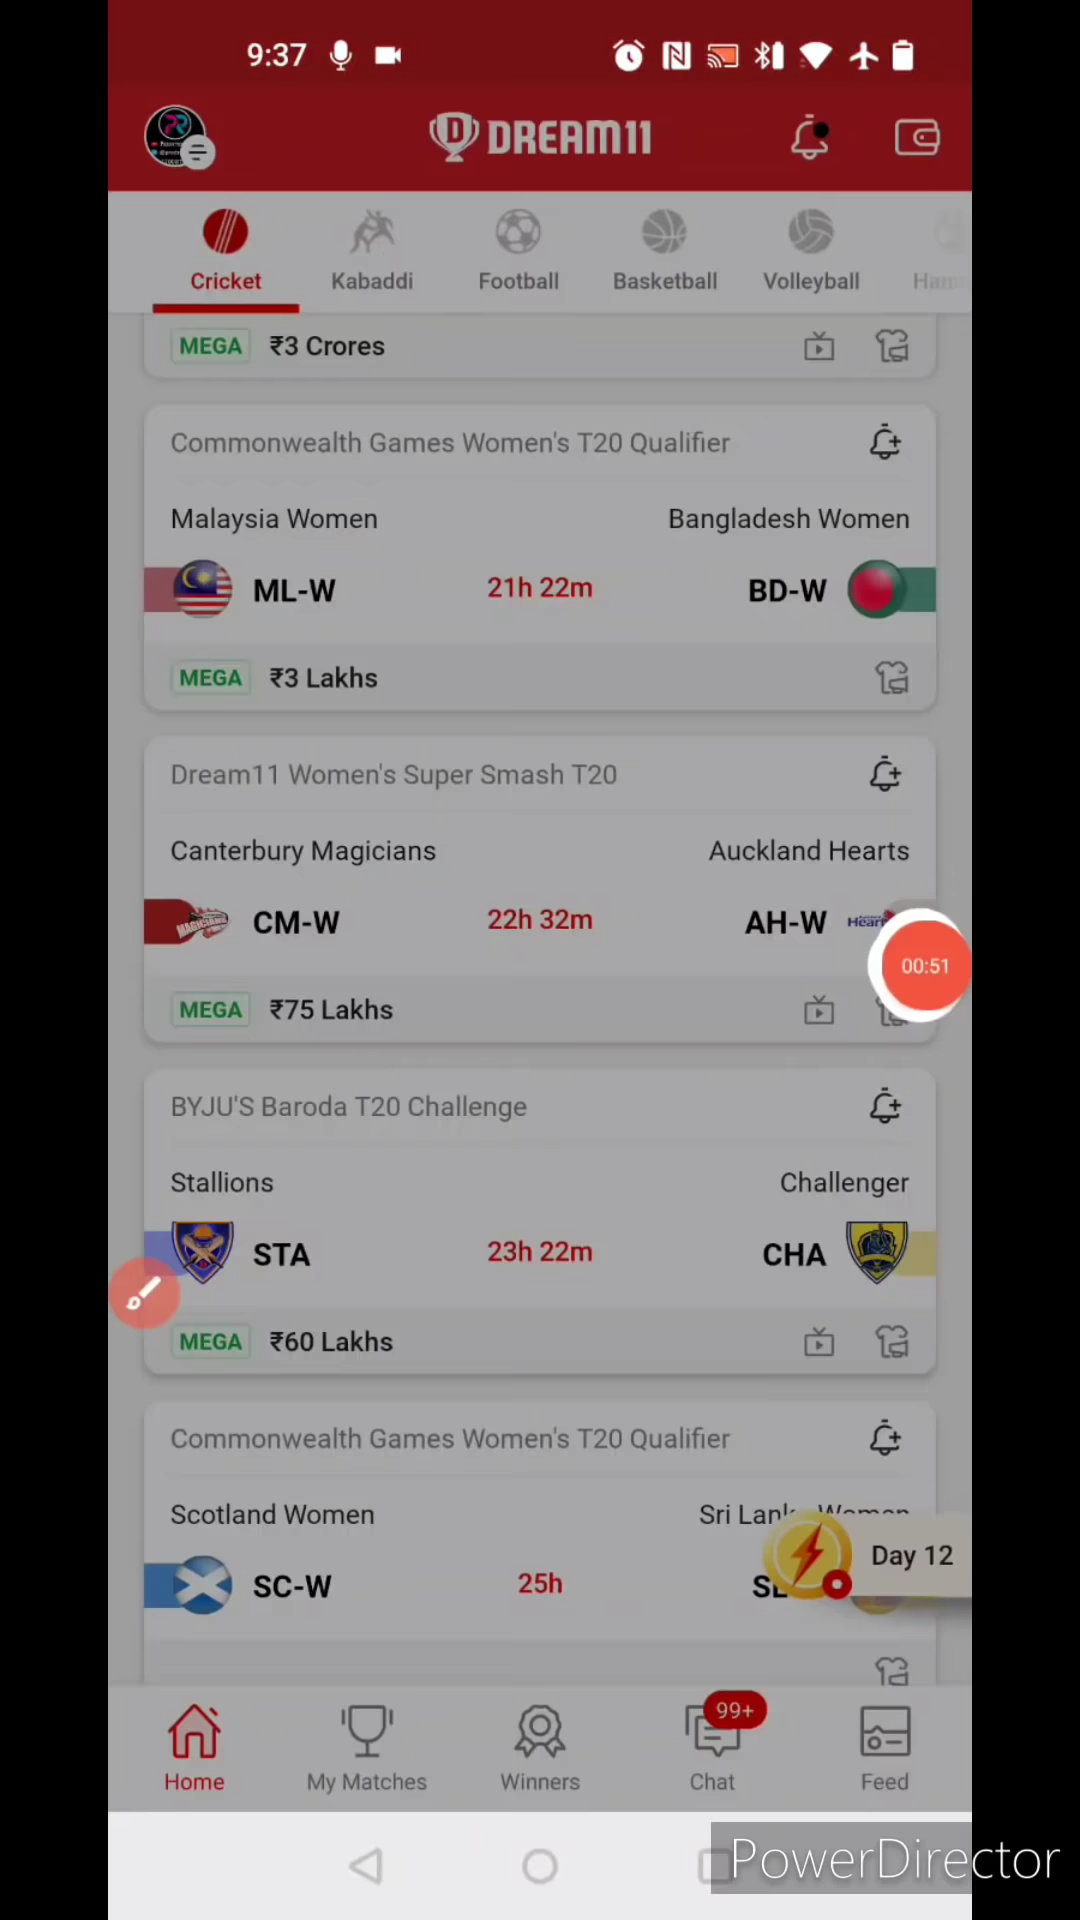 9:37
DREAM11
Cricket
Kabaddi
Football
Basketball
Volleyball
MEGA ₹3 Crores
Commonwealth Games Women's T20 Qualifier
Malaysia Women Bangladesh Women
ML-W 21h 22m BD-W
MEGA ₹3 Lakhs
Dream11 Women's Super Smash T20
Canterbury Magicians Auckland Hearts
CM-W 22h 32m AH-W
00:51
MEGA ₹75 Lakhs
BYJU'S Baroda T20 Challenge
Stallions Challenger
STA 23h 22m CHA
MEGA ₹60 Lakhs
Commonwealth Games Women's T20 Qualifier
Scotland Women Sri Lanka Women
Day 12
SC-W 25h
99+
Home My Matches Winners Chat Feed
PowerDirector